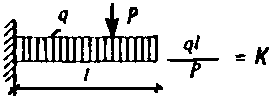 q P
ql/P = K
l